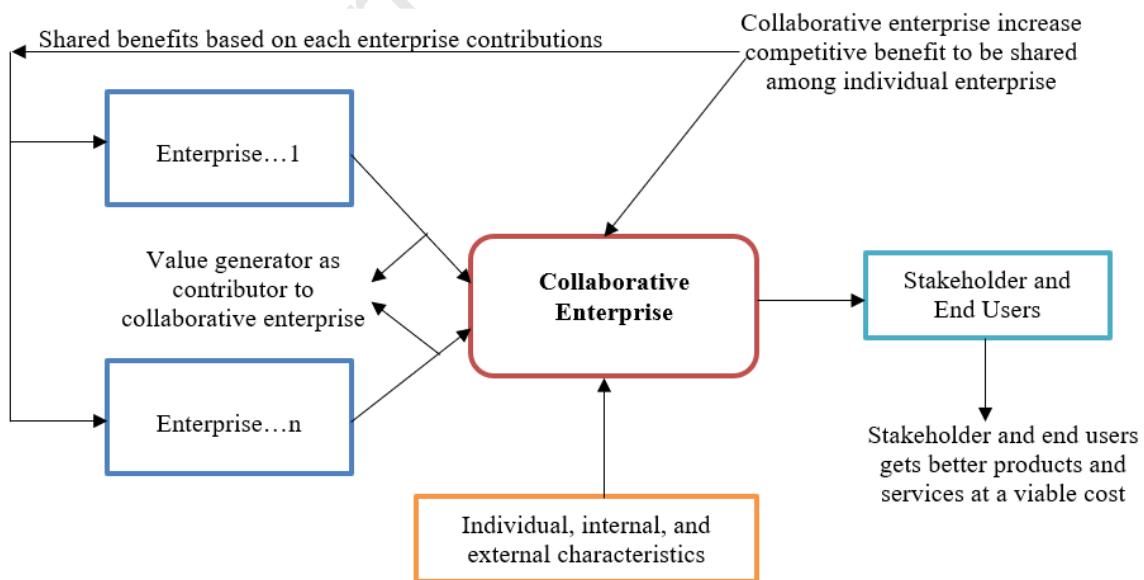 Shared benefits based on each enterprise contributions
Collaborative enterprise increase
competitive benefit to be shared
among individual enterprise
Enterprise…1
Value generator as
contributor to
collaborative enterprise
Enterprise…n
Collaborative
Enterprise
Stakeholder and
End Users
Stakeholder and end users
gets better products and
services at a viable cost
Individual, internal, and
external characteristics